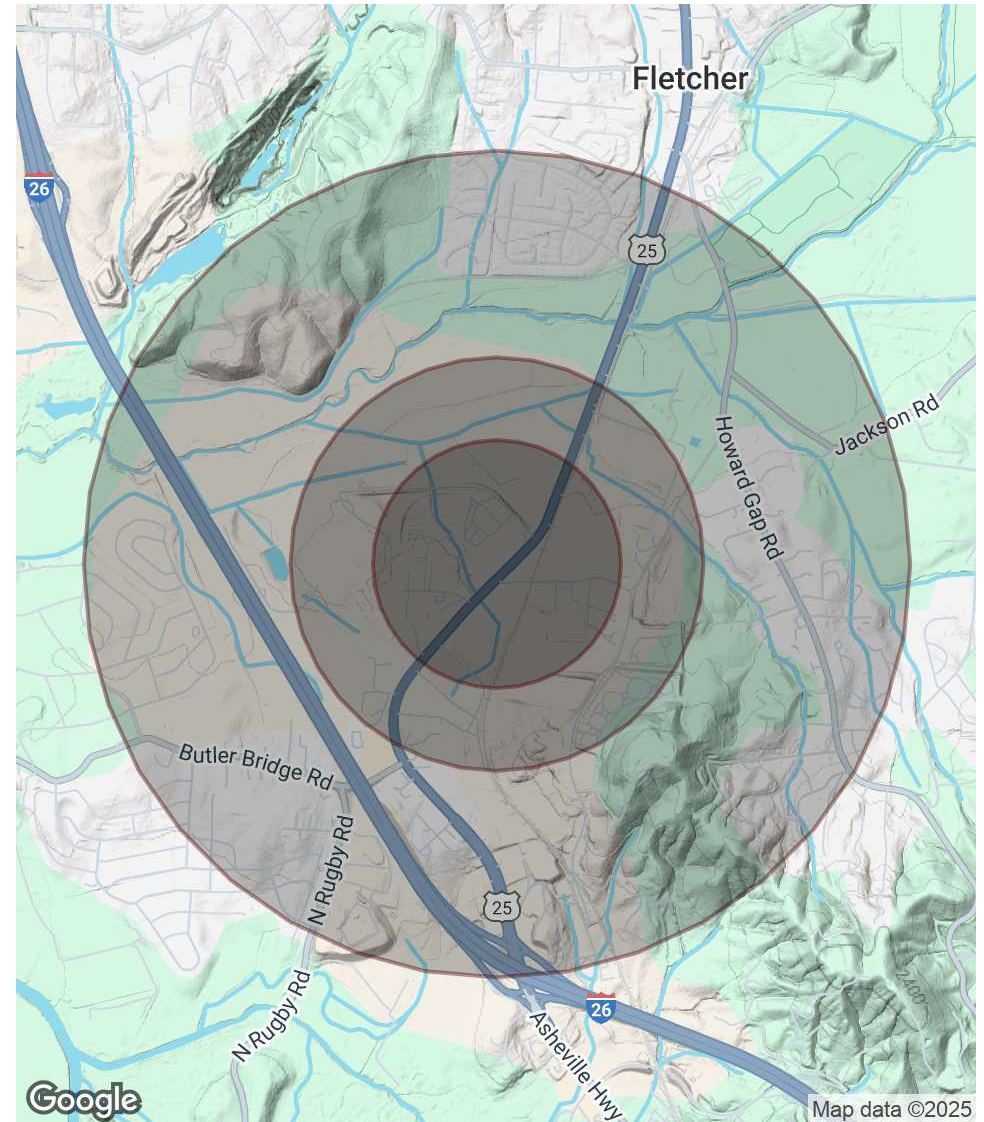 Fletcher
26
25
Jackson Rd
Howard Gap Rd
Butler Bridge Rd
N Rugby Rd
25
N Rugby Rd
26
Asheville Hwy
2400'
Google
Map data ©2025